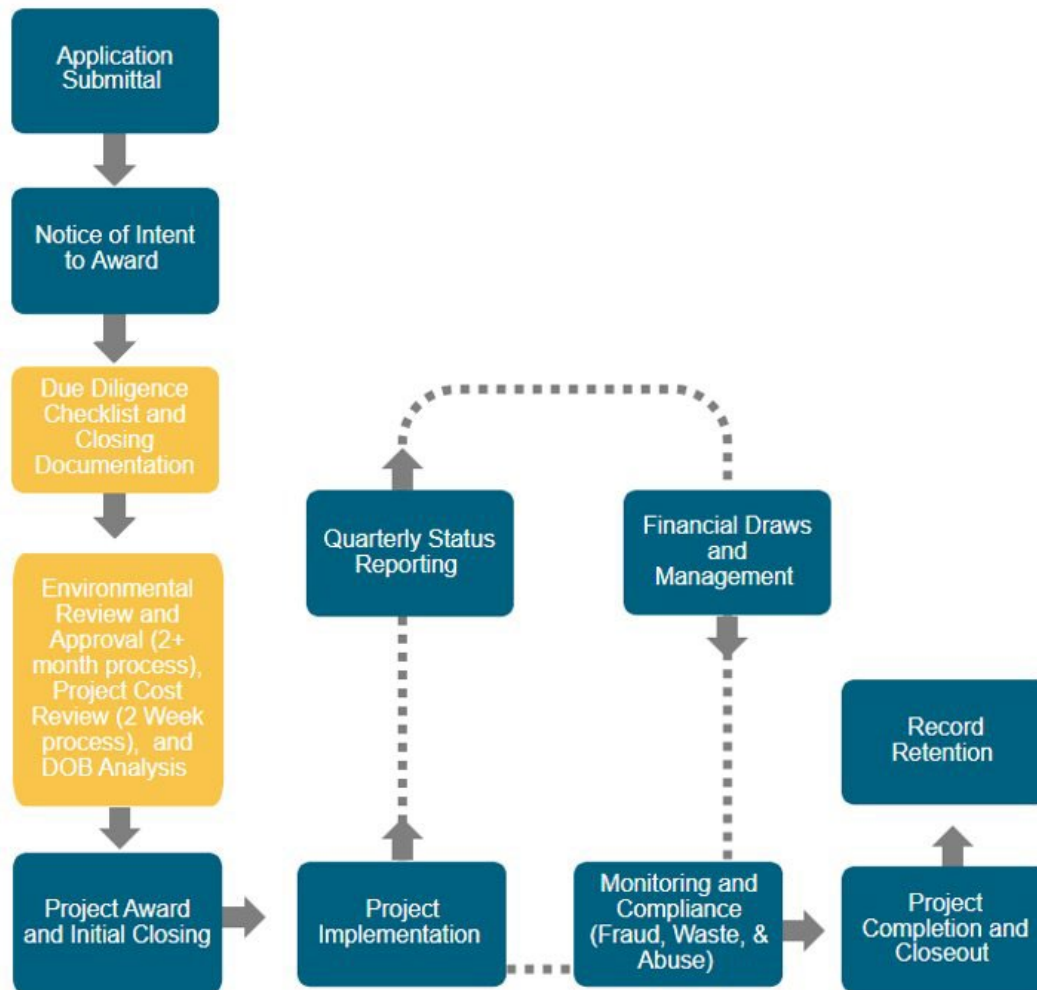 Application
Submittal
Notice of Intent
to Award
Due Diligence
Checklist and
Closing
Documentation
Environmental
Review and
Approval (2+
month process),
Project Cost
Review (2 Week
process),  and
DOB Analysis
Project Award
and Initial Closing
Project
Implementation
Quarterly Status
Reporting
Financial Draws
and
Management
Monitoring and
Compliance
(Fraud, Waste, &
Abuse)
Project
Completion and
Closeout
Record
Retention